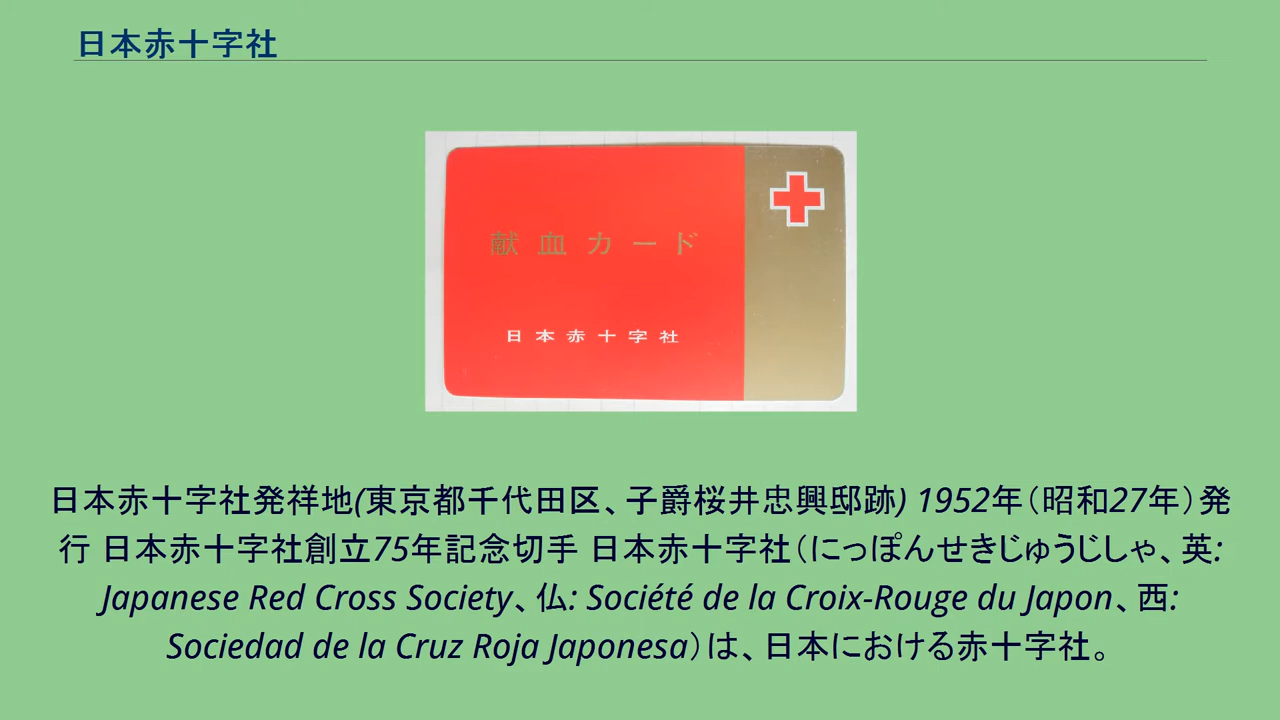 日本赤十字社
献血カード
日本赤十字社
日本赤十字社発祥地(東京都千代田区、子爵桜井忠興邸跡) 1952年（昭和27年）発
行 日本赤十字社創立75年記念切手 日本赤十字社（にっぽんせきじゅうじしゃ、英:
Japanese Red Cross Society、仏: Société de la Croix-Rouge du Japon、西:
Sociedad de la Cruz Roja Japonesa）は、日本における赤十字社。